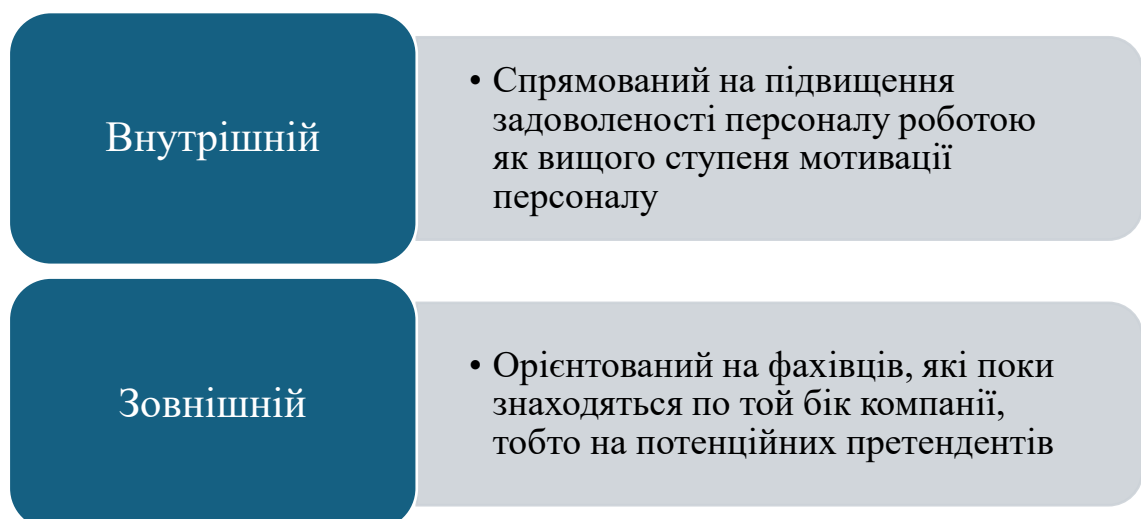 Внутрішній
• Спрямований на підвищення
задоволеності персоналу роботою
як вищого ступеня мотивації
персоналу
Зовнішній
• Орієнтований на фахівців, які поки
знаходяться по той бік компанії,
тобто на потенційних претендентів